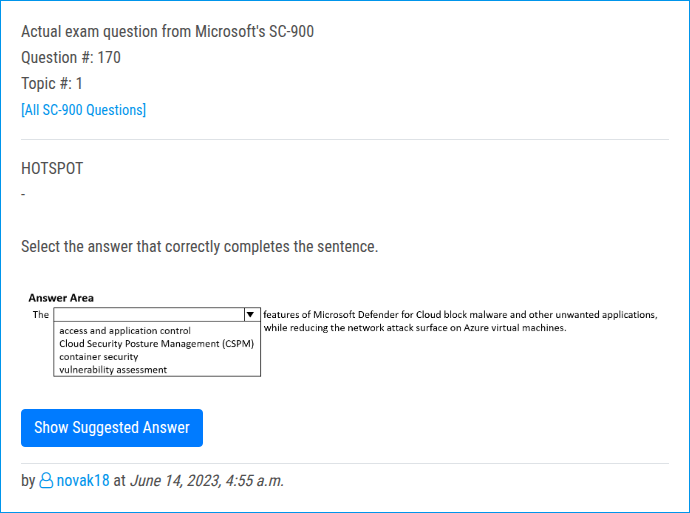 Actual exam question from Microsoft's SC-900
Question #: 170
Topic #: 1
[All SC-900 Questions]
HOTSPOT
-
Select the answer that correctly completes the sentence.
Answer Area
The features of Microsoft Defender for Cloud block malware and other unwanted applications,
while reducing the network attack surface on Azure virtual machines.
access and application control
Cloud Security Posture Management (CSPM)
container security
vulnerability assessment
Show Suggested Answer
by novak18 at June 14, 2023, 4:55 a.m.